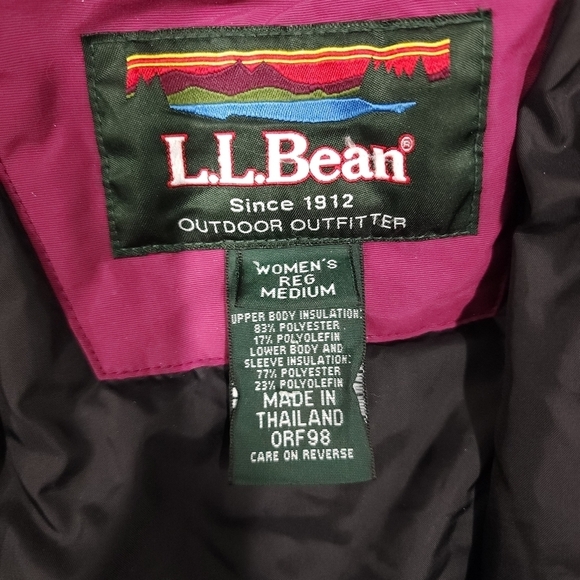 L.L.Bean®
Since 1912
OUTDOOR OUTFITTER
WOMEN'S
REG
MEDIUM
UPPER BODY INSULATION:
83% POLYESTER
17% POLYOLEFIN
LOWER BODY AND
SLEEVE INSULATION:
77% POLYESTER
23% POLYOLEFIN
MADE IN
THAILAND
0RF98
CARE ON REVERSE